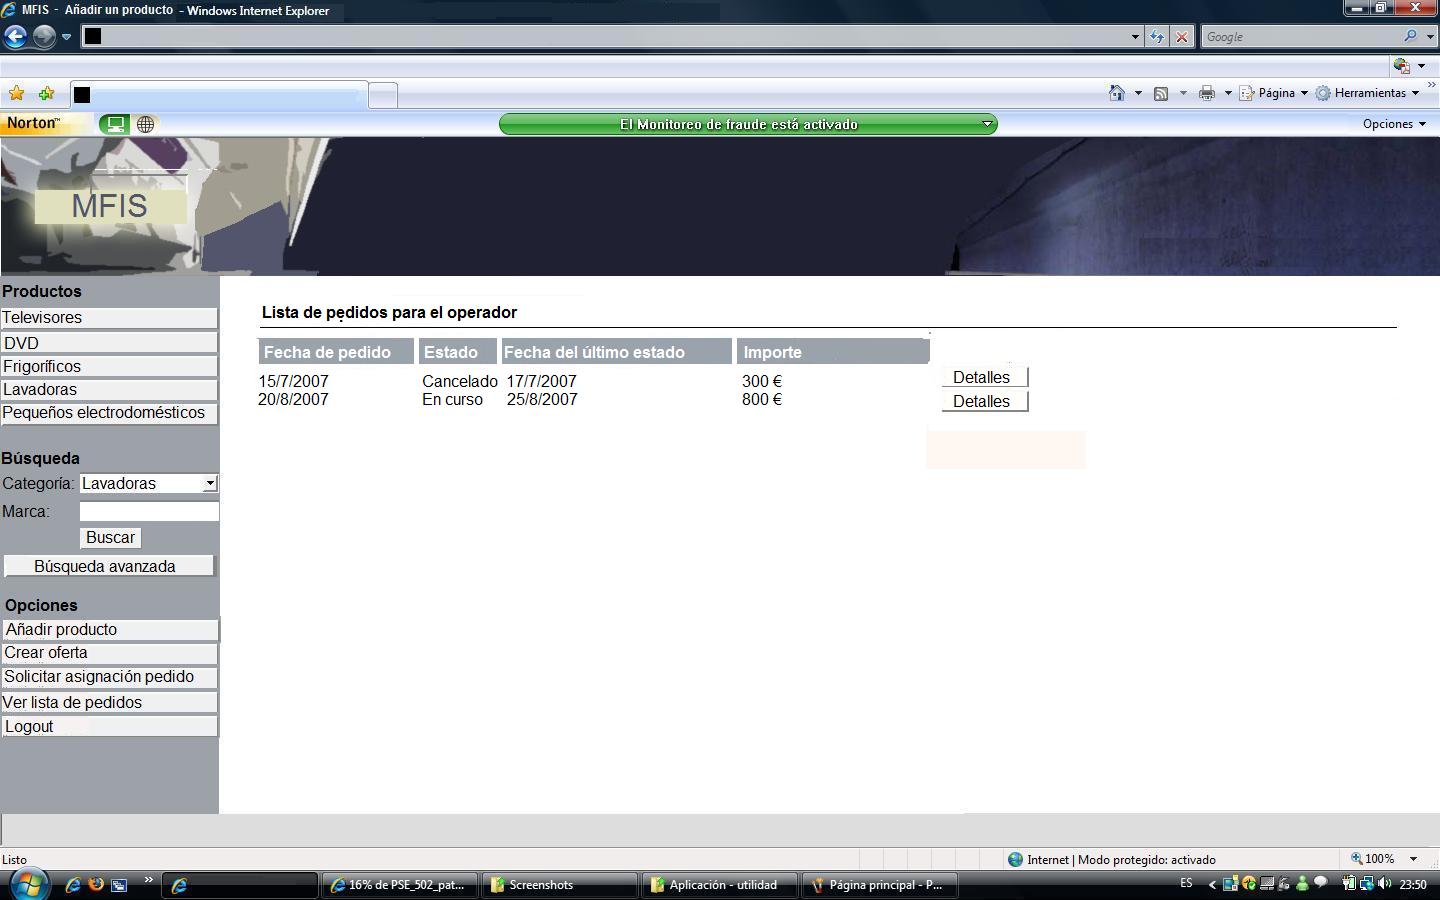 MFIS - Añadir un producto - Windows Internet Explorer
Google
Página
Herramientas
Norton™
El Monitoreo de fraude está activado
Opciones
MFIS
Productos
Televisores
DVD
Frigoríficos
Lavadoras
Pequeños electrodomésticos
Búsqueda
Categoría: Lavadoras
Marca:
Buscar
Búsqueda avanzada
Opciones
Añadir producto
Crear oferta
Solicitar asignación pedido
Ver lista de pedidos
Logout
Lista de pedidos para el operador
Fecha de pedido Estado Fecha del último estado Importe
15/7/2007 Cancelado 17/7/2007 300 € Detalles
20/8/2007 En curso 25/8/2007 800 € Detalles
Listo
Internet | Modo protegido: activado
100%
16% de PSE_502_pat...
Screenshots
Aplicación - utilidad
Página principal - P...
ES
23:50